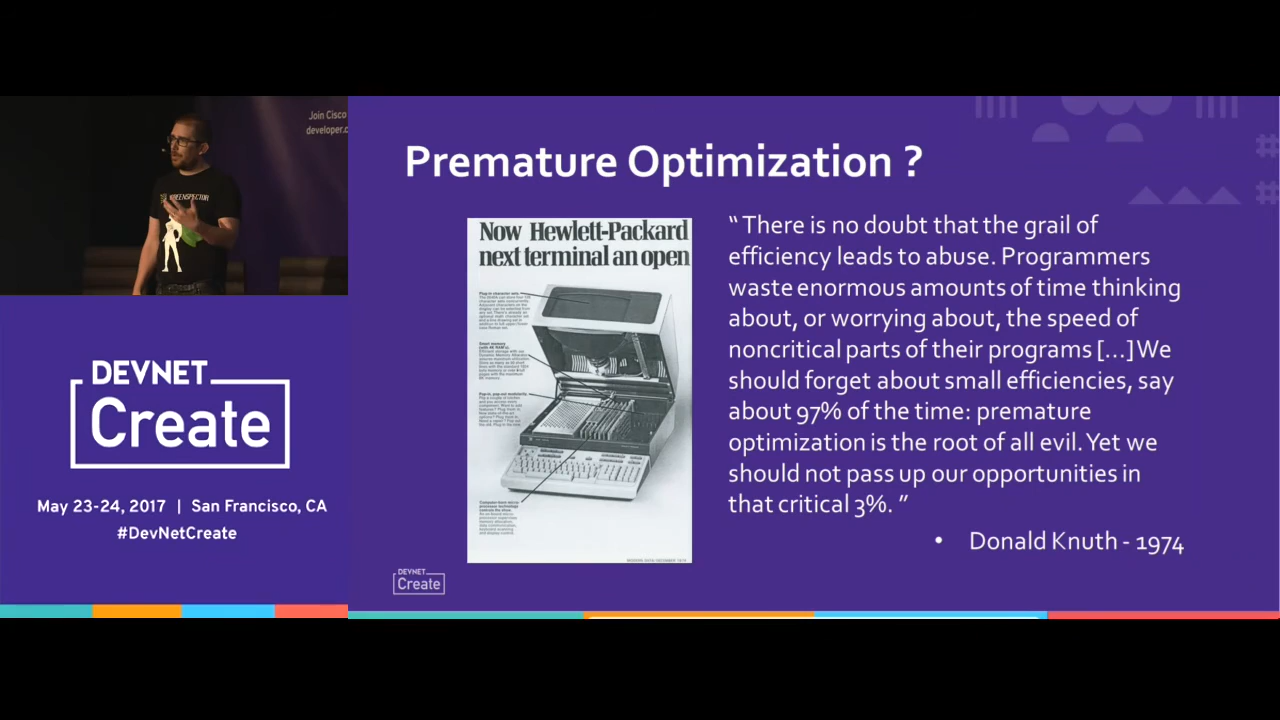 Join Cisco
developer.c
SCREENSPECTOR
DEVNET
Create
May 23-24, 2017 | San Francisco, CA
#DevNetCreate
Premature Optimization ?
Now Hewlett-Packard
next terminal an open
“ There is no doubt that the grail of
efficiency leads to abuse. Programmers
waste enormous amounts of time thinking
about, or worrying about, the speed of
noncritical parts of their programs [...] We
should forget about small efficiencies, say
about 97% of the time: premature
optimization is the root of all evil. Yet we
should not pass up our opportunities in
that critical 3%. ”
• Donald Knuth - 1974
DEVNET
Create